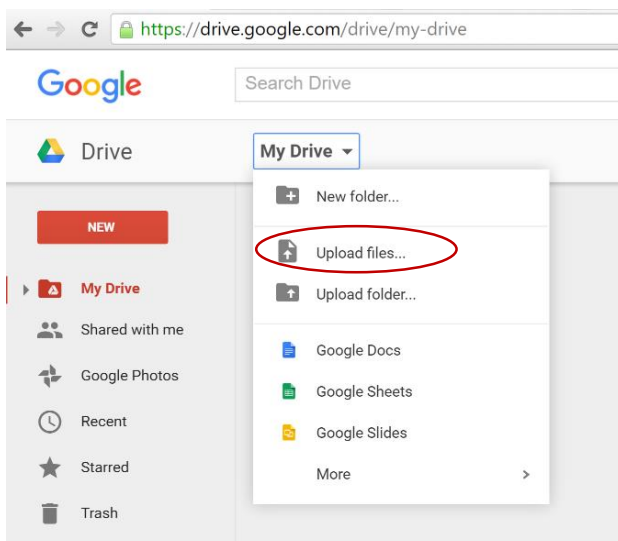 https://drive.google.com/drive/my-drive
Google
Search Drive
Drive
My Drive
New folder...
NEW
Upload files...
My Drive
Upload folder...
Shared with me
Google Docs
Google Photos
Google Sheets
Recent
Google Slides
Starred
More
Trash